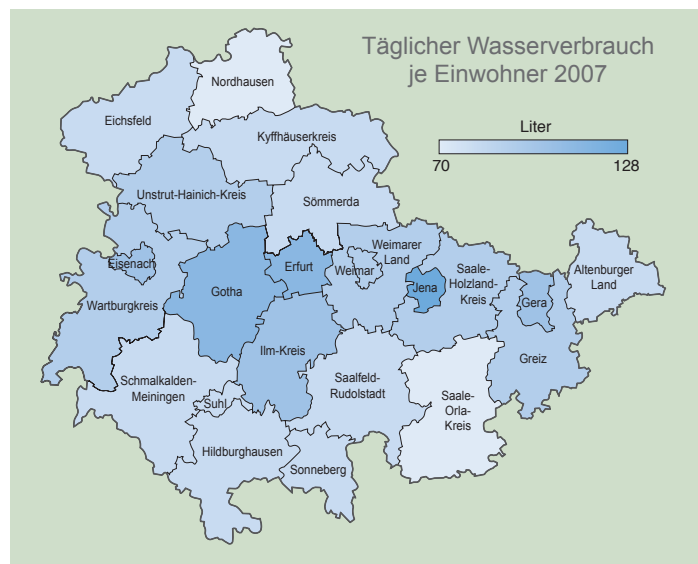 Täglicher Wasserverbrauch
je Einwohner 2007
Liter
70 128
Nordhausen
Eichsfeld
Kyffhäuserkreis
Unstrut-Hainich-Kreis
Sömmerda
Eisenach
Wartburgkreis
Gotha
Erfurt
Weimar
Weimarer
Land
Jena
Saale-
Holzland-
Kreis
Gera
Altenburger
Land
Greiz
Ilm-Kreis
Schmalkalden-
Meiningen
Suhl
Saalfeld-
Rudolstadt
Saale-
Orla-
Kreis
Hildburghausen
Sonneberg